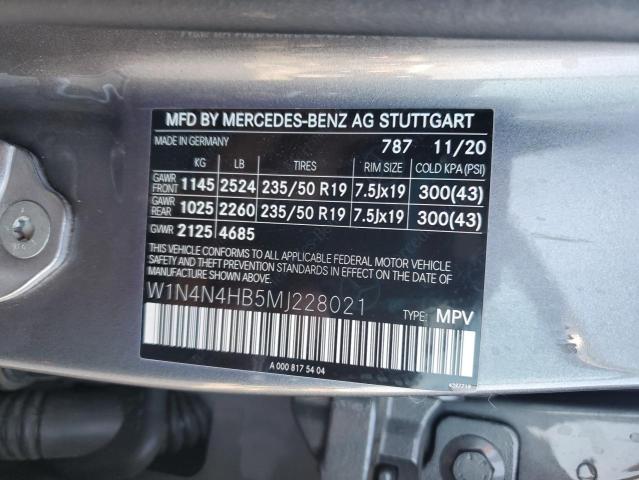 MFD BY MERCEDES-BENZ AG STUTTGART
MADE IN GERMANY 787 11/20
KG LB TIRES RIM SIZE COLD KPA(PSI)
GAWR FRONT 1145 2524 235/50 R19 7.5Jx19 300(43)
GAWR REAR 1025 2260 235/50 R19 7.5Jx19 300(43)
GVWR 2125 4685
THIS VEHICLE CONFORMS TO ALL APPLICABLE FEDERAL MOTOR VEHICLE
SAFETY AND THEFT PREVENTION STANDARDS IN EFFECT ON THE DATE OF
MANUFACTURE SHOWN ABOVE.
W1N4N4HB5MJ228021 TYPE: MPV
A 000 817 54 04